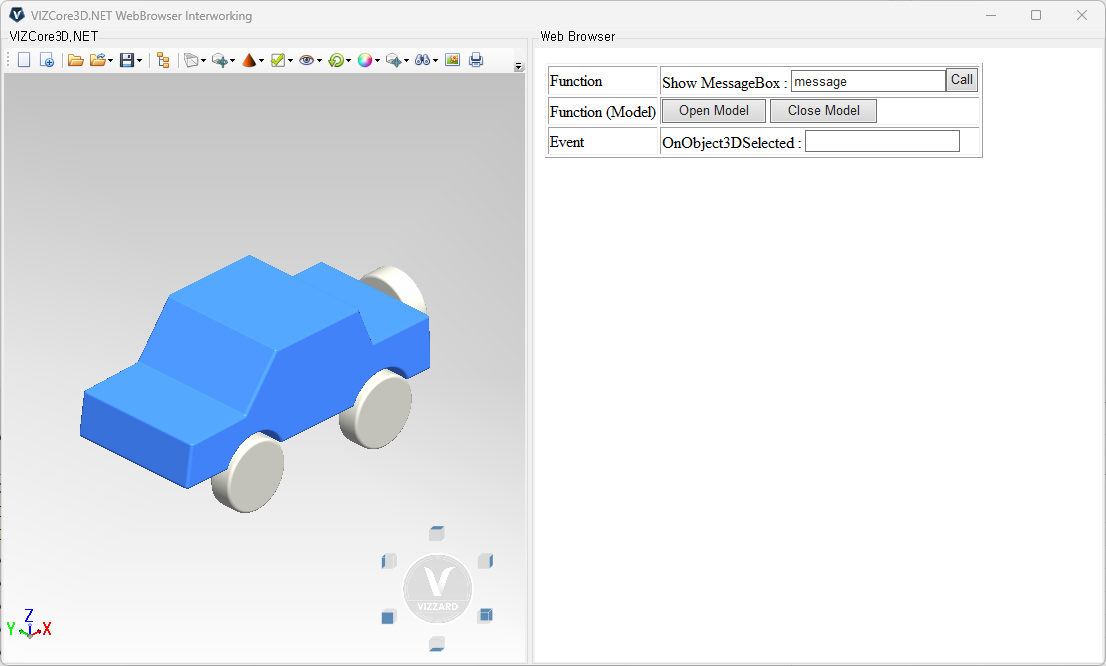 VIZCore3D.NET WebBrowser Interworking
VIZCore3D.NET
Web Browser
Function
Show MessageBox : message Call
Function (Model) Open Model Close Model
Event
OnObject3DSelected :
VIZZARD
Z
Y X